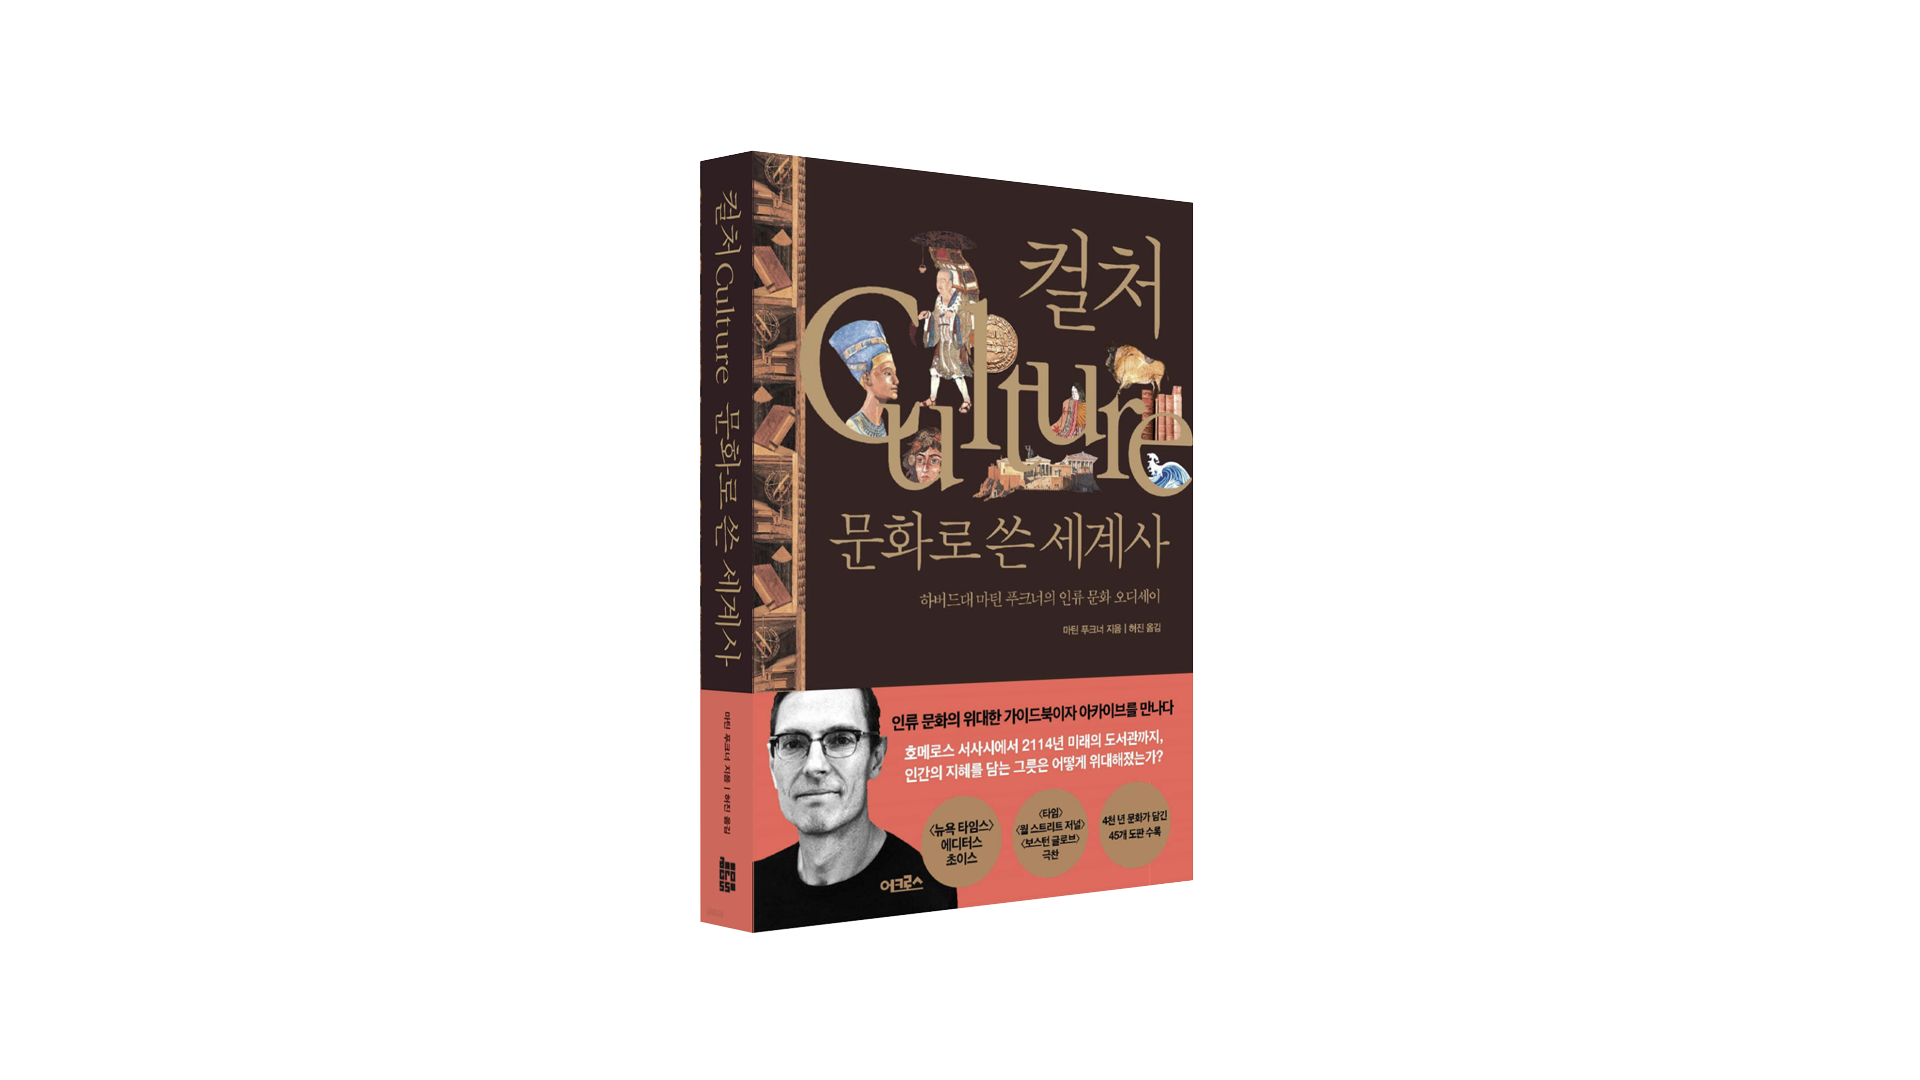 컬처 Culture 문화로 쓴 세계사
마틴 푸크너 지음 | 허진 옮김
컬처
Culture
문화로 쓴 세계사
하버드대 마틴 푸크너의 인류 문화 오디세이
마틴 푸크너 지음 | 허진 옮김
인류 문화의 위대한 가이드북이자 아카이브를 만나다
호메로스 서사시에서 2114년 미래의 도서관까지,
인간의 지혜를 담는 그릇은 어떻게 위대해졌는가?
〈뉴욕 타임스〉
에디터스
초이스
〈타임〉
〈월 스트리트 저널〉
〈보스턴 글로브〉
극찬
4천 년 문화가 담긴
45개 도판 수록
어크로스